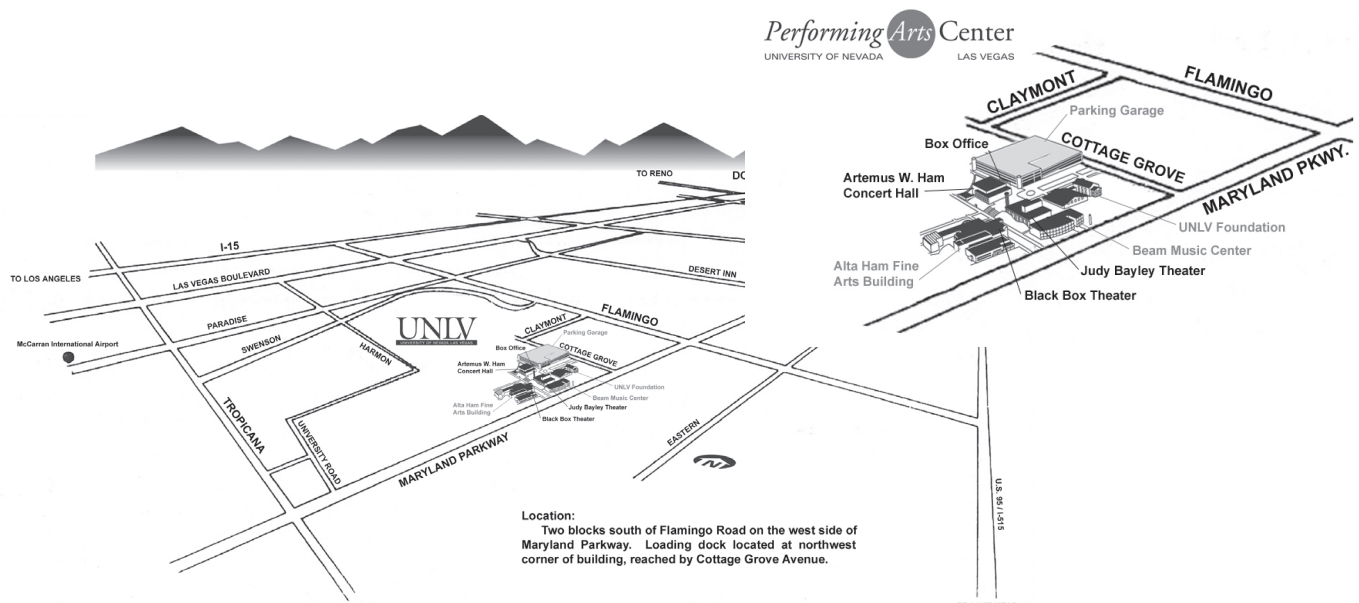 Performing Arts Center
UNIVERSITY OF NEVADA LAS VEGAS
CLAYMONT
FLAMINGO
Parking Garage
Box Office
COTTAGE GROVE
Artemus W. Ham
Concert Hall
MARYLAND PKWY.
UNLV Foundation
Beam Music Center
Alta Ham Fine
Arts Building
Judy Bayley Theater
Black Box Theater
TO RENO
DO
I-15
TO LOS ANGELES
LAS VEGAS BOULEVARD
DESERT INN
PARADISE
McCarran International Airport
SWENSON
HARMON
UNLV
UNIVERSITY OF NEVADA LAS VEGAS
FLAMINGO
CLAYMONT
Parking Garage
Box Office
COTTAGE GROVE
Artemus W. Ham
Concert Hall
UNLV Foundation
Beam Music Center
Alta Ham Fine
Arts Building
Judy Bayley Theater
Black Box Theater
TROPICANA
UNIVERSITY ROAD
MARYLAND PARKWAY
EASTERN
N
U.S. 95 / I-515
Location:
Two blocks south of Flamingo Road on the west side of
Maryland Parkway. Loading dock located at northwest
corner of building, reached by Cottage Grove Avenue.